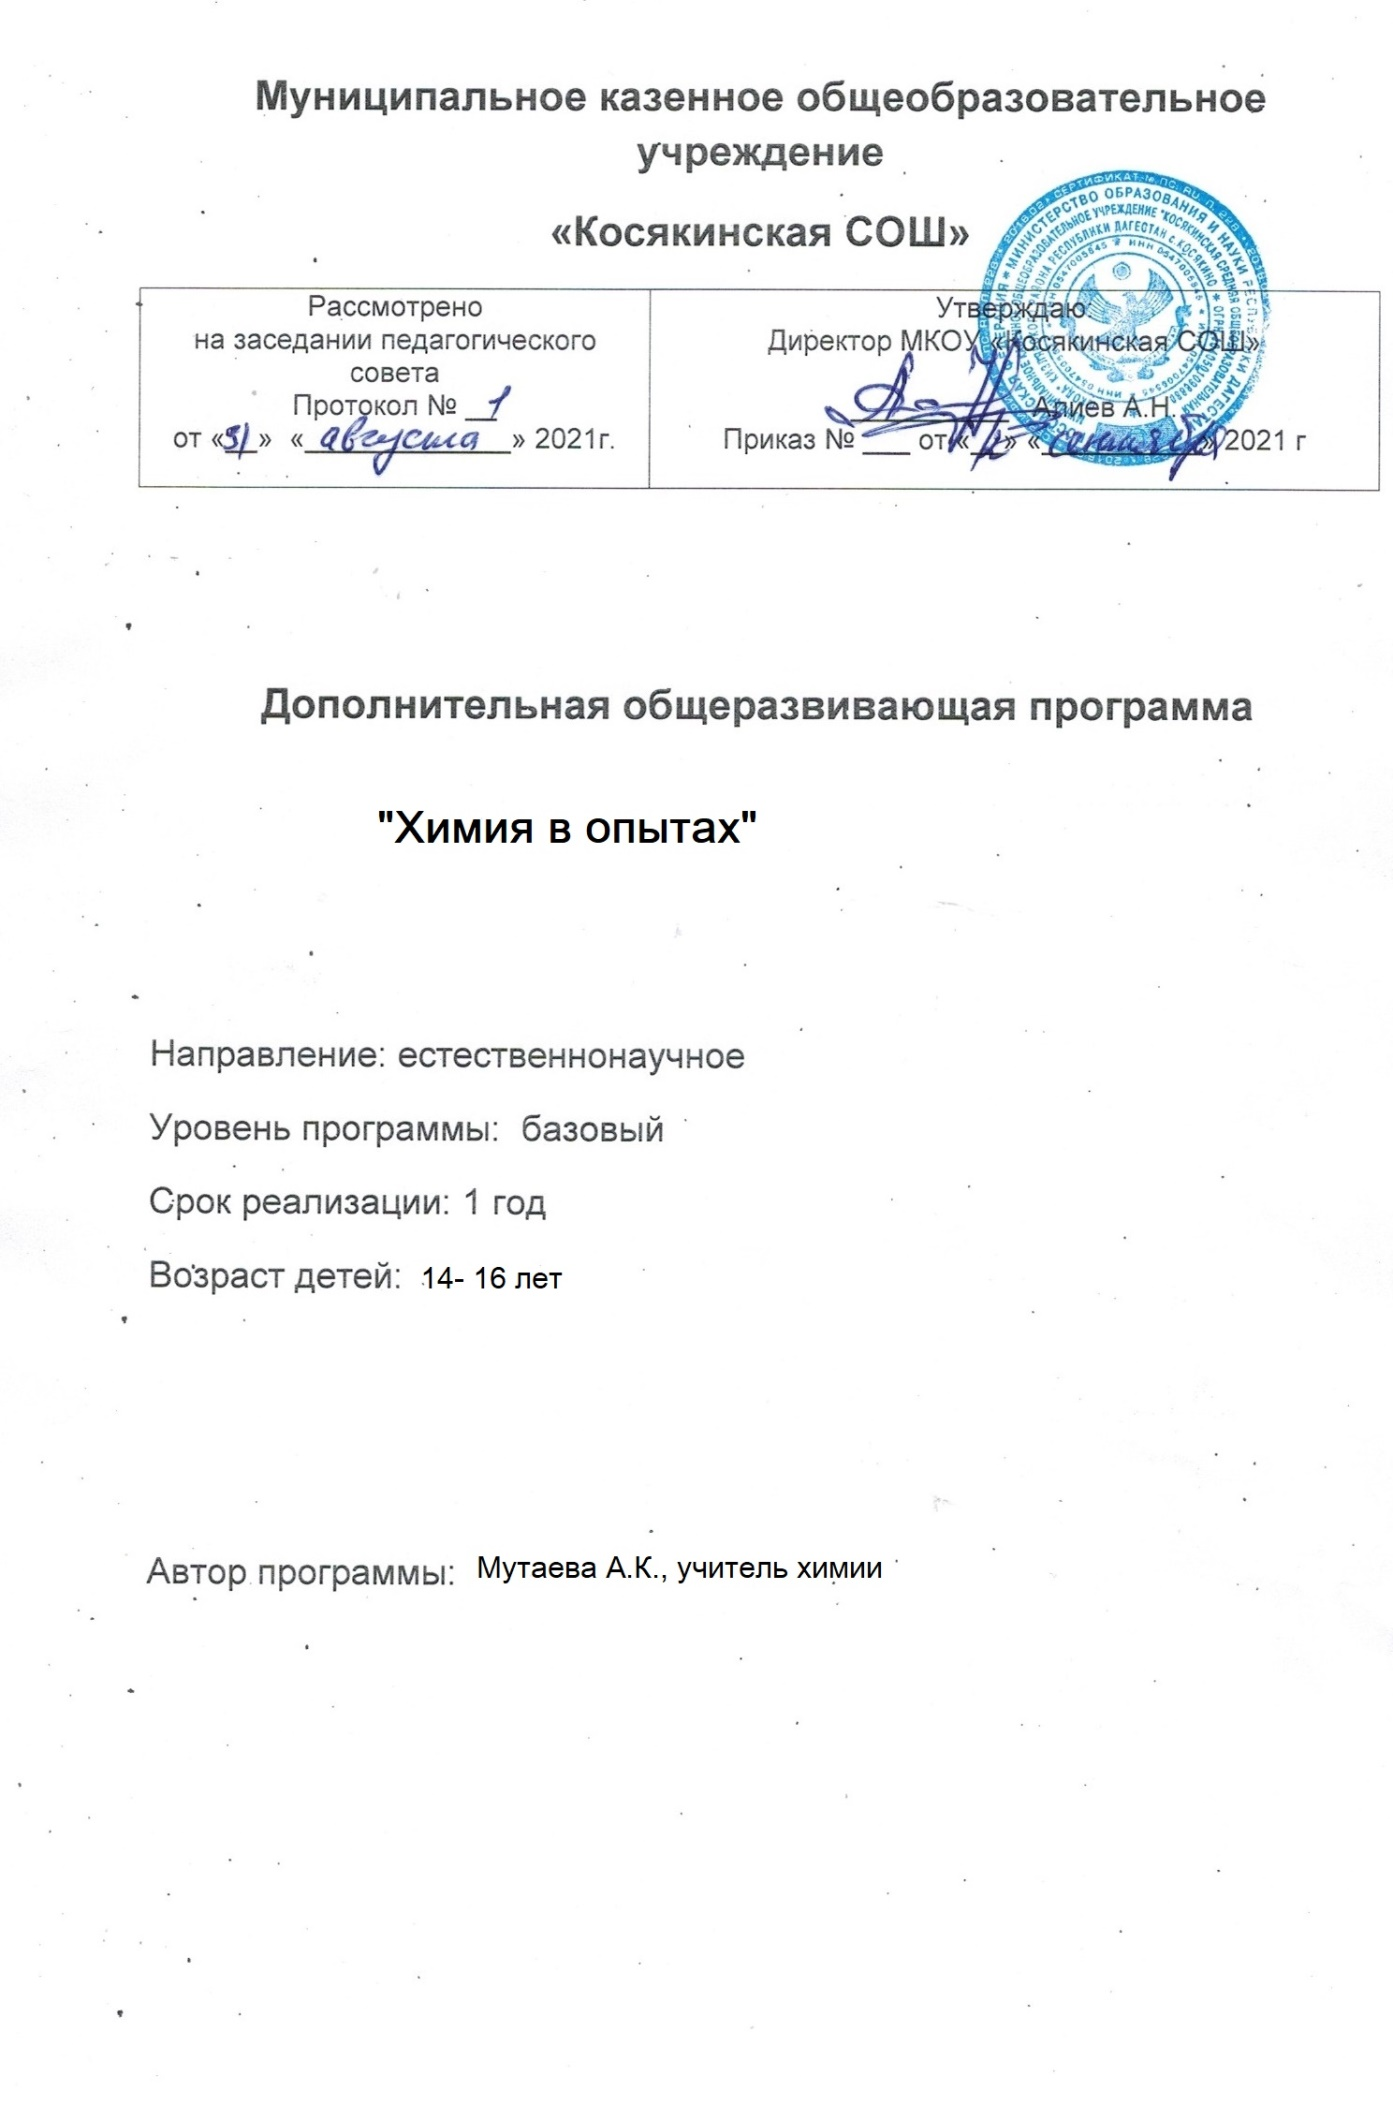 Муниципальное казенное общеобразовательное
учреждение
«Косякинская СОШ»
Рассмотрено
на заседании педагогического
совета
Протокол № 1
от «31» «августа» 2021г.
Утверждаю
Директор МКОУ «Косякинская СОШ»
Алиев А.Н.
Приказ № ___ от « » «сентября» 2021 г
Дополнительная общеразвивающая программа
"Химия в опытах"
Направление: естественнонаучное
Уровень программы: базовый
Срок реализации: 1 год
Возраст детей: 14- 16 лет
Автор программы: Мутаева А.К., учитель химии